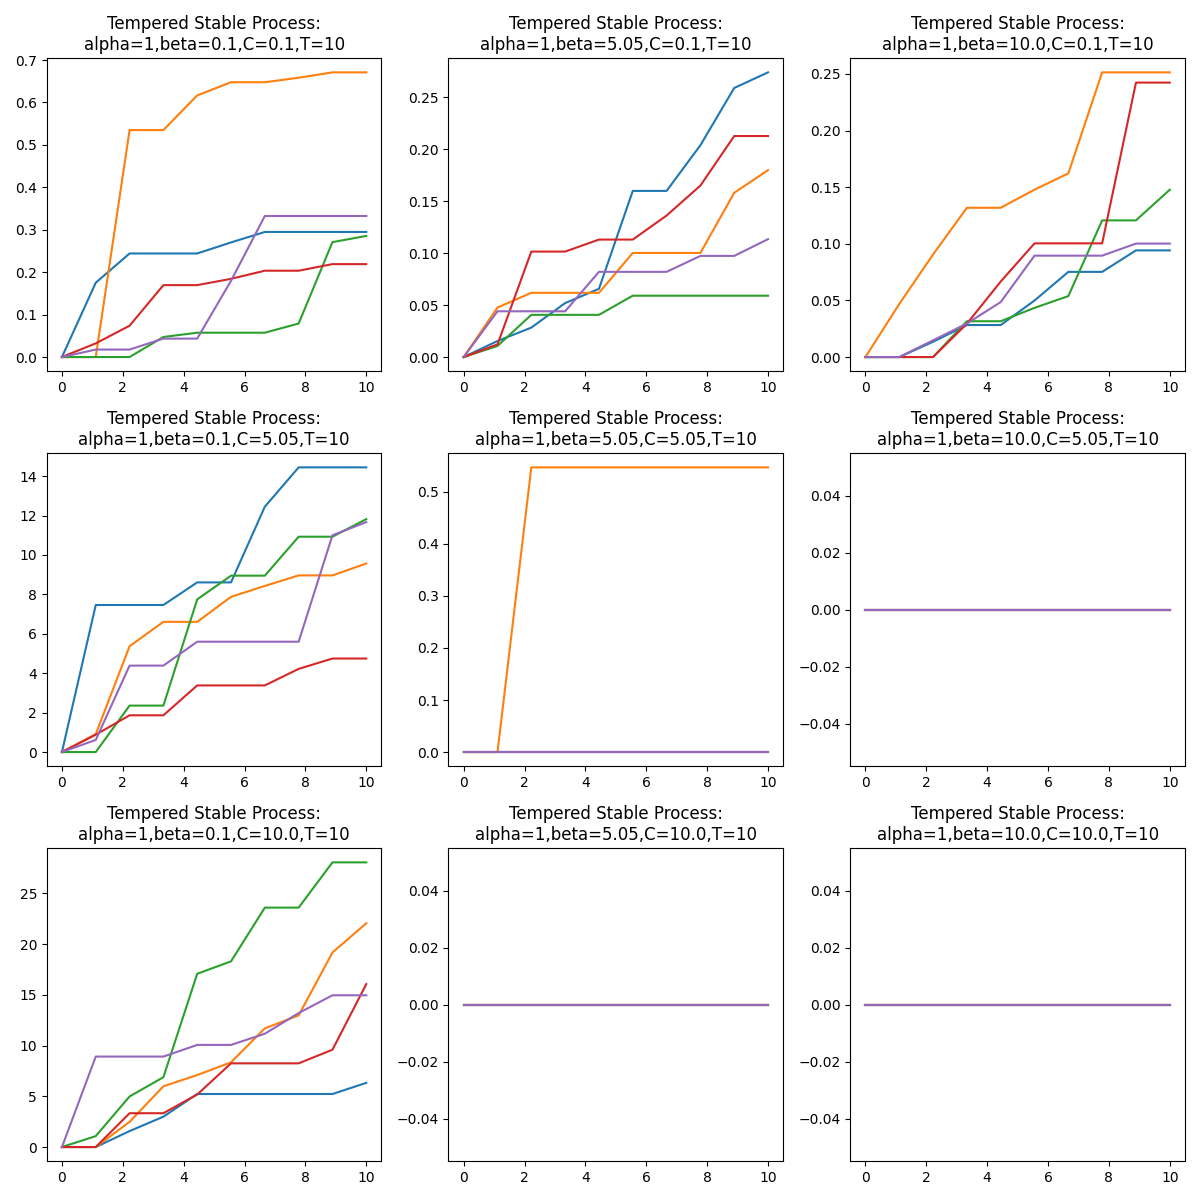 Tempered Stable Process:
alpha=1,beta=0.1,C=0.1,T=10
0.7
0.6
0.5
0.4
0.3
0.2
0.1
0.0
0 2 4 6 8 10
Tempered Stable Process:
alpha=1,beta=5.05,C=0.1,T=10
0.25
0.20
0.15
0.10
0.05
0.00
0 2 4 6 8 10
Tempered Stable Process:
alpha=1,beta=10.0,C=0.1,T=10
0.25
0.20
0.15
0.10
0.05
0.00
0 2 4 6 8 10
Tempered Stable Process:
alpha=1,beta=0.1,C=5.05,T=10
14
12
10
8
6
4
2
0
0 2 4 6 8 10
Tempered Stable Process:
alpha=1,beta=5.05,C=5.05,T=10
0.5
0.4
0.3
0.2
0.1
0.0
0 2 4 6 8 10
Tempered Stable Process:
alpha=1,beta=10.0,C=5.05,T=10
0.04
0.02
0.00
−0.02
−0.04
0 2 4 6 8 10
Tempered Stable Process:
alpha=1,beta=0.1,C=10.0,T=10
25
20
15
10
5
0
0 2 4 6 8 10
Tempered Stable Process:
alpha=1,beta=5.05,C=10.0,T=10
0.04
0.02
0.00
−0.02
−0.04
0 2 4 6 8 10
Tempered Stable Process:
alpha=1,beta=10.0,C=10.0,T=10
0.04
0.02
0.00
−0.02
−0.04
0 2 4 6 8 10